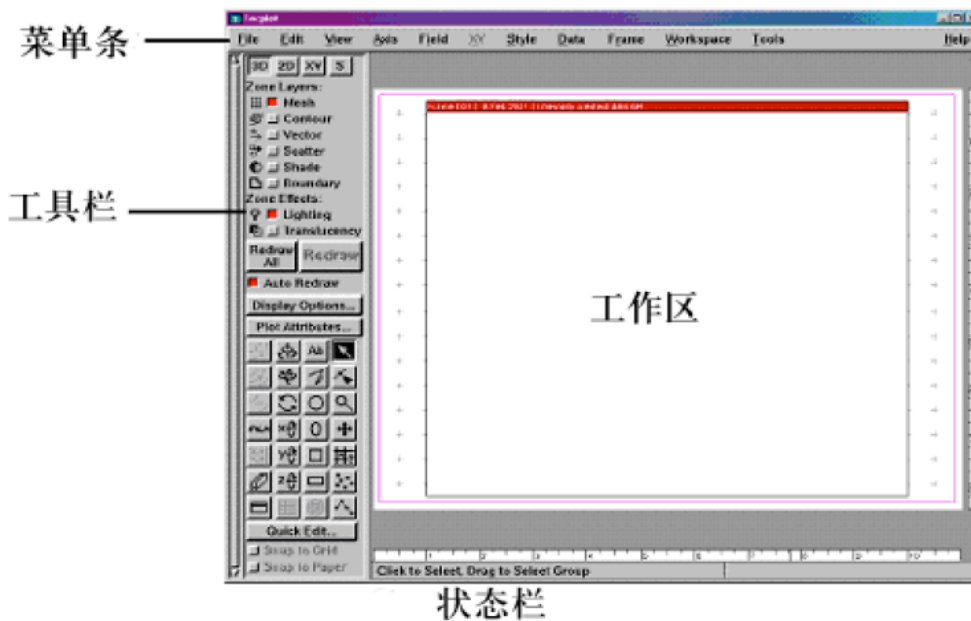 Tecplot
菜单条
File Edit View Axis Field XY Style Data Frame Workspace Tools Help
3D 2D XY S
Zone Layers:
Mesh
Contour
Vector
Scatter
Shade
Boundary
Zone Effects:
工具栏
Lighting
Translucency
Redraw All
Redraw
Auto Redraw
Display Options...
Plot Attributes...
工作区
Quick Edit...
Snap to Grid
Snap to Paper
Click to Select, Drag to Select Group
状态栏